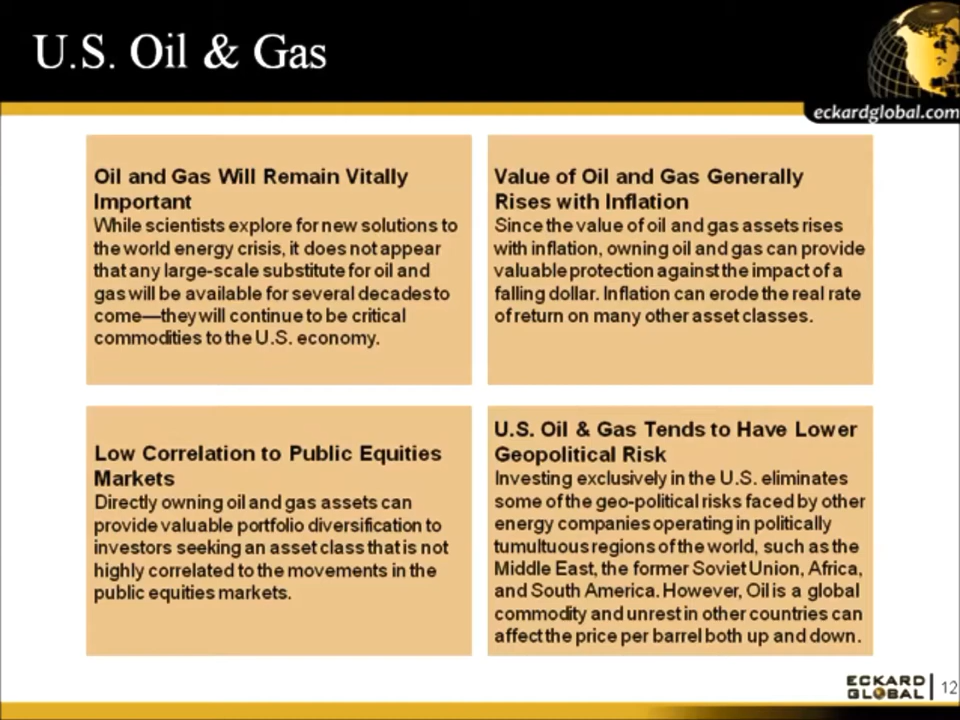 U.S. Oil & Gas
eckardglobal.com
Oil and Gas Will Remain Vitally
Important
While scientists explore for new solutions to
the world energy crisis, it does not appear
that any large-scale substitute for oil and
gas will be available for several decades to
come—they will continue to be critical
commodities to the U.S. economy.
Value of Oil and Gas Generally
Rises with Inflation
Since the value of oil and gas assets rises
with inflation, owning oil and gas can provide
valuable protection against the impact of a
falling dollar. Inflation can erode the real rate
of return on many other asset classes.
Low Correlation to Public Equities
Markets
Directly owning oil and gas assets can
provide valuable portfolio diversification to
investors seeking an asset class that is not
highly correlated to the movements in the
public equities markets.
U.S. Oil & Gas Tends to Have Lower
Geopolitical Risk
Investing exclusively in the U.S. eliminates
some of the geo-political risks faced by other
energy companies operating in politically
tumultuous regions of the world, such as the
Middle East, the former Soviet Union, Africa,
and South America. However, Oil is a global
commodity and unrest in other countries can
affect the price per barrel both up and down.
ECKARD
GLOBAL
12